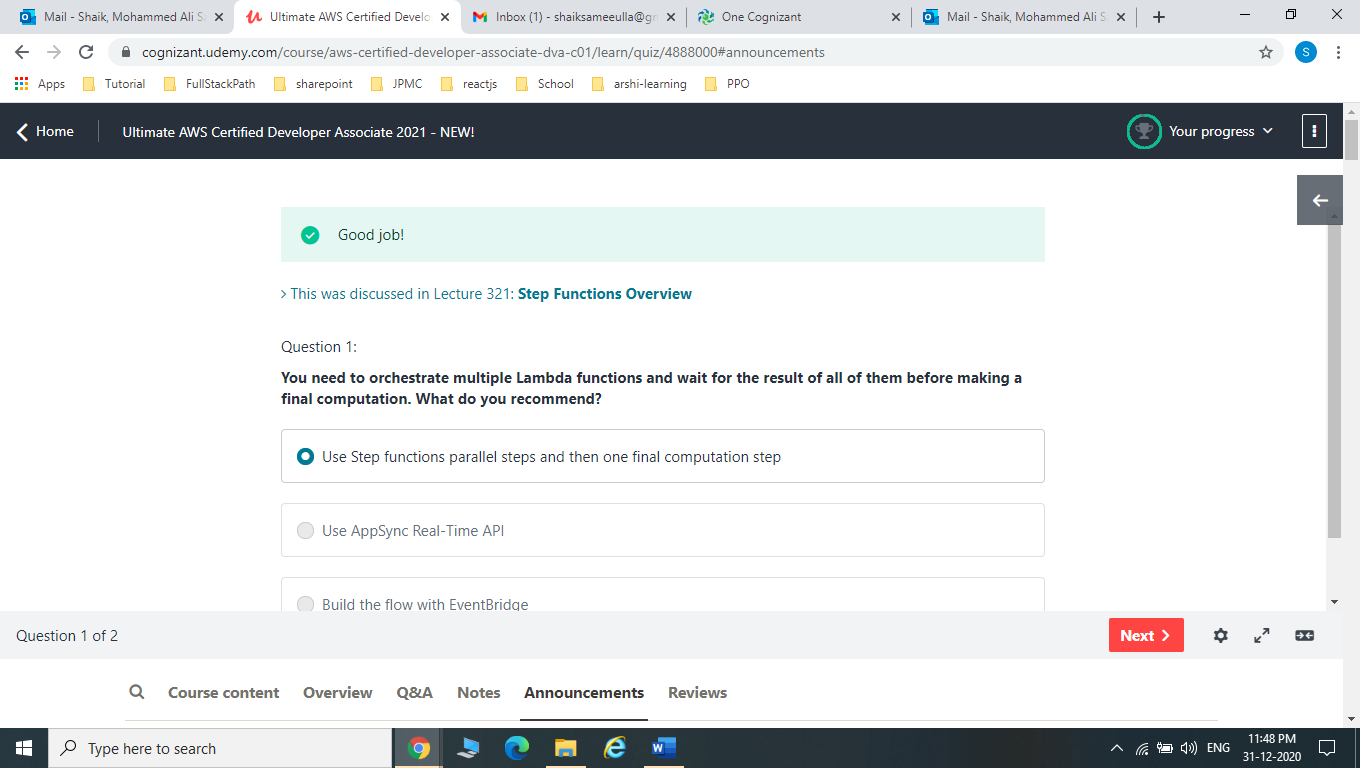 Mail - Shaik, Mohammed Ali S
Ultimate AWS Certified Develo
Inbox (1) - shaiksameeulla@gm
One Cognizant
Mail - Shaik, Mohammed Ali S
cognizant.udemy.com/course/aws-certified-developer-associate-dva-c01/learn/quiz/4888000#announcements
S
Apps Tutorial FullStackPath sharepoint JPMC reactjs School arshi-learning PPO
Home Ultimate AWS Certified Developer Associate 2021 - NEW! Your progress
Good job!
> This was discussed in Lecture 321: Step Functions Overview
Question 1:
You need to orchestrate multiple Lambda functions and wait for the result of all of them before making a
final computation. What do you recommend?
Use Step functions parallel steps and then one final computation step
Use AppSync Real-Time API
Build the flow with EventBridge
Question 1 of 2 Next
Course content Overview Q&A Notes Announcements Reviews
Type here to search
ENG
11:48 PM
31-12-2020